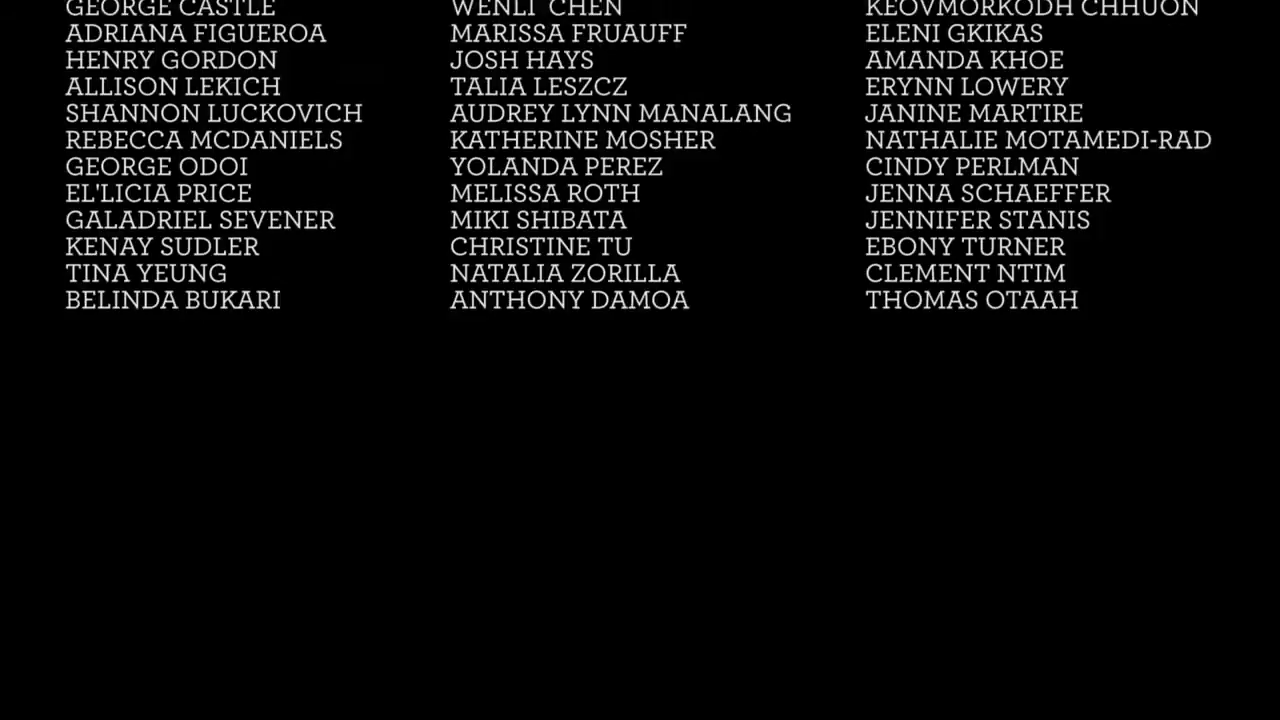 GEORGE CASTLE WENLI CHEN KEOVMORKODH CHHUON
ADRIANA FIGUEROA MARISSA FRUAUFF ELENI GKIKAS
HENRY GORDON JOSH HAYS AMANDA KHOE
ALLISON LEKICH TALIA LESZCZ ERYNN LOWERY
SHANNON LUCKOVICH AUDREY LYNN MANALANG JANINE MARTIRE
REBECCA MCDANIELS KATHERINE MOSHER NATHALIE MOTAMEDI-RAD
GEORGE ODOI YOLANDA PEREZ CINDY PERLMAN
EL'LICIA PRICE MELISSA ROTH JENNA SCHAEFFER
GALADRIEL SEVENER MIKI SHIBATA JENNIFER STANIS
KENAY SUDLER CHRISTINE TU EBONY TURNER
TINA YEUNG NATALIA ZORILLA CLEMENT NTIM
BELINDA BUKARI ANTHONY DAMOA THOMAS OTAAH